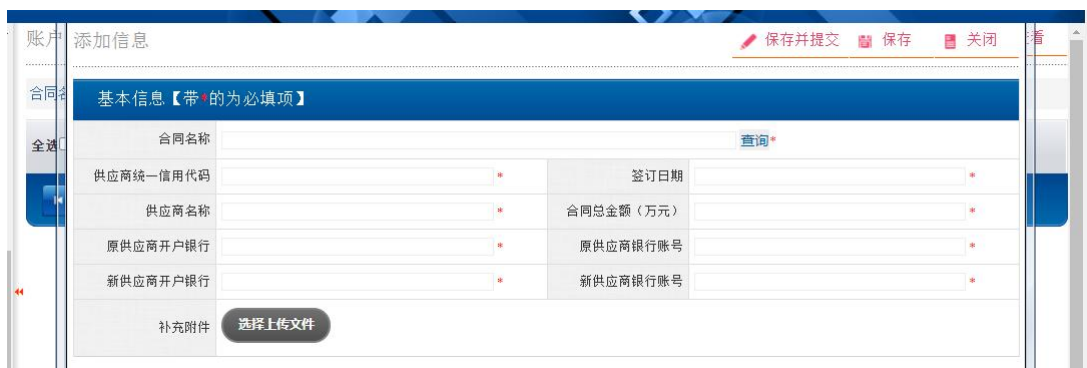 账户
添加信息
保存并提交 保存 关闭
看
合同名
基本信息【带*的为必填项】
全选
合同名称 查询*
供应商统一信用代码 * 签订日期 *
供应商名称 * 合同总金额（万元） *
原供应商开户银行 * 原供应商银行账号 *
新供应商开户银行 * 新供应商银行账号 *
补充附件 选择上传文件